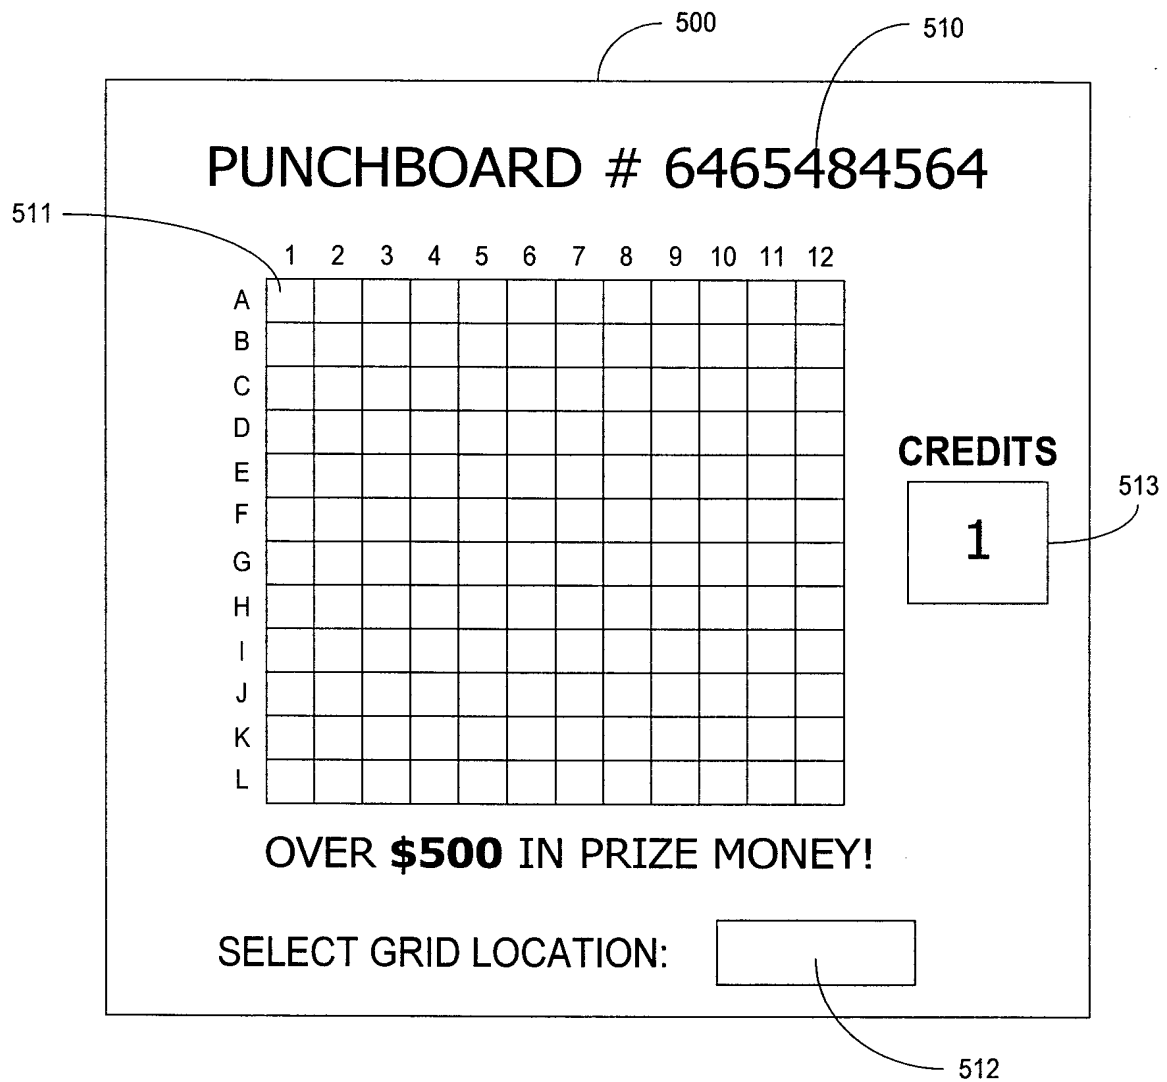 500
510
PUNCHBOARD # 6465484564
511
1 2 3 4 5 6 7 8 9 10 11 12
A
B
C
D
E
F
G
H
I
J
K
L
CREDITS
1
513
OVER $500 IN PRIZE MONEY!
SELECT GRID LOCATION:
512